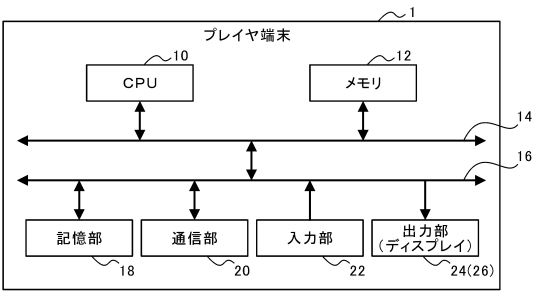 1
プレイヤ端末
10
12
CPU
メモリ
14
16
記憶部
通信部
入力部
出力部
(ディスプレイ)
18
20
22
24(26)